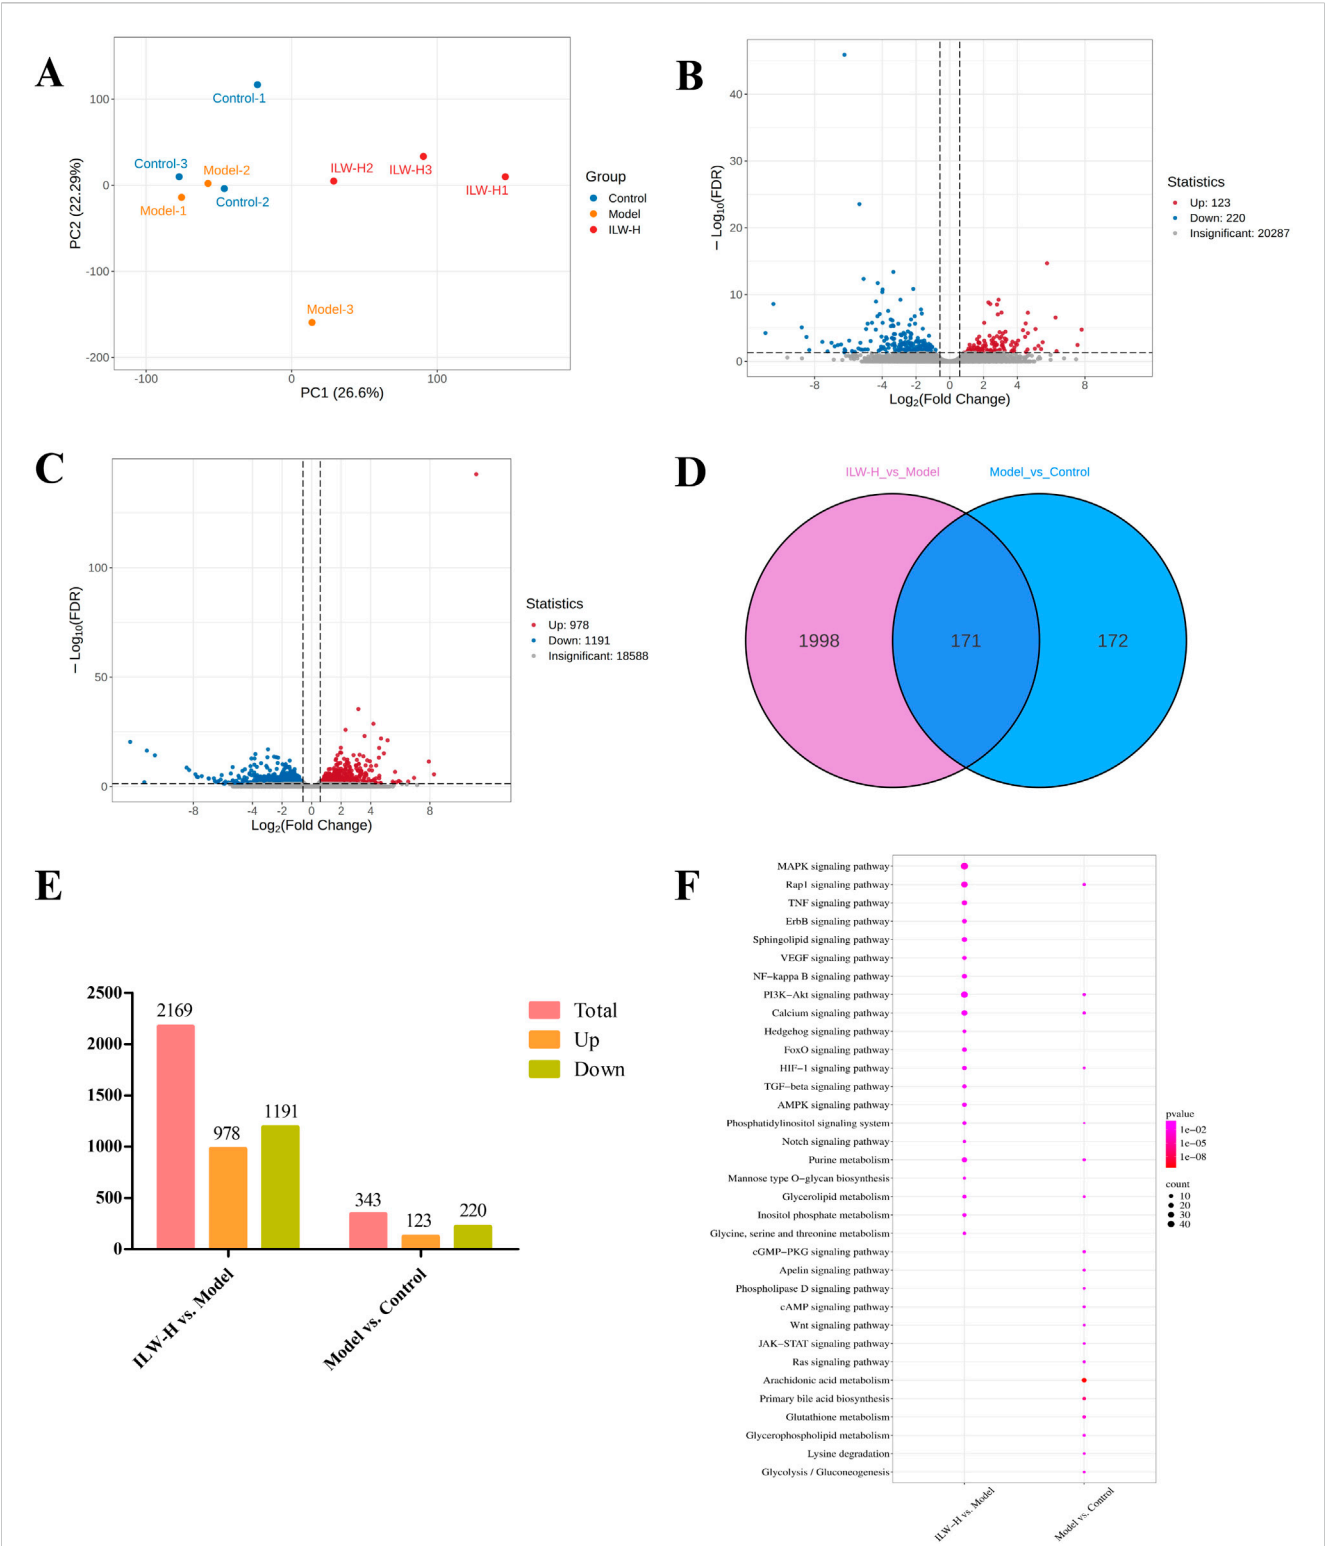 A
100
0
-100
-200
-100
0
100
PC2 (22.29%)
PC1 (26.6%)
Control-1
Control-3
Model-2
Control-2
Model-1
ILW-H2
ILW-H3
ILW-H1
Model-3
Group
Control
Model
ILW-H
B
40
30
20
10
0
-8
-4
-2
0
2
4
8
− Log10(FDR)
Log2(Fold Change)
Statistics
Up: 123
Down: 220
Insignificant: 20287
C
100
50
0
-8
-4
-2
0
2
4
8
− Log10(FDR)
Log2(Fold Change)
Statistics
Up: 978
Down: 1191
Insignificant: 18588
D
ILW-H_vs_Model
Model_vs_Control
1998
171
172
E
2500
2000
1500
1000
500
0
2169
978
1191
343
123
220
ILW-H vs. Model
Model vs. Control
Total
Up
Down
F
MAPK signaling pathway
Rap1 signaling pathway
TNF signaling pathway
ErbB signaling pathway
Sphingolipid signaling pathway
VEGF signaling pathway
NF−kappa B signaling pathway
PI3K−Akt signaling pathway
Calcium signaling pathway
Hedgehog signaling pathway
FoxO signaling pathway
HIF−1 signaling pathway
TGF−beta signaling pathway
AMPK signaling pathway
Phosphatidylinositol signaling system
Notch signaling pathway
Purine metabolism
Mannose type O−glycan biosynthesis
Glycerolipid metabolism
Inositol phosphate metabolism
Glycine, serine and threonine metabolism
cGMP−PKG signaling pathway
Apelin signaling pathway
Phospholipase D signaling pathway
cAMP signaling pathway
Wnt signaling pathway
JAK−STAT signaling pathway
Ras signaling pathway
Arachidonic acid metabolism
Primary bile acid biosynthesis
Glutathione metabolism
Glycerophospholipid metabolism
Lysine degradation
Glycolysis / Gluconeogenesis
ILW−H vs. Model
Model vs. Control
pvalue
1e−02
1e−05
1e−08
count
10
20
30
40